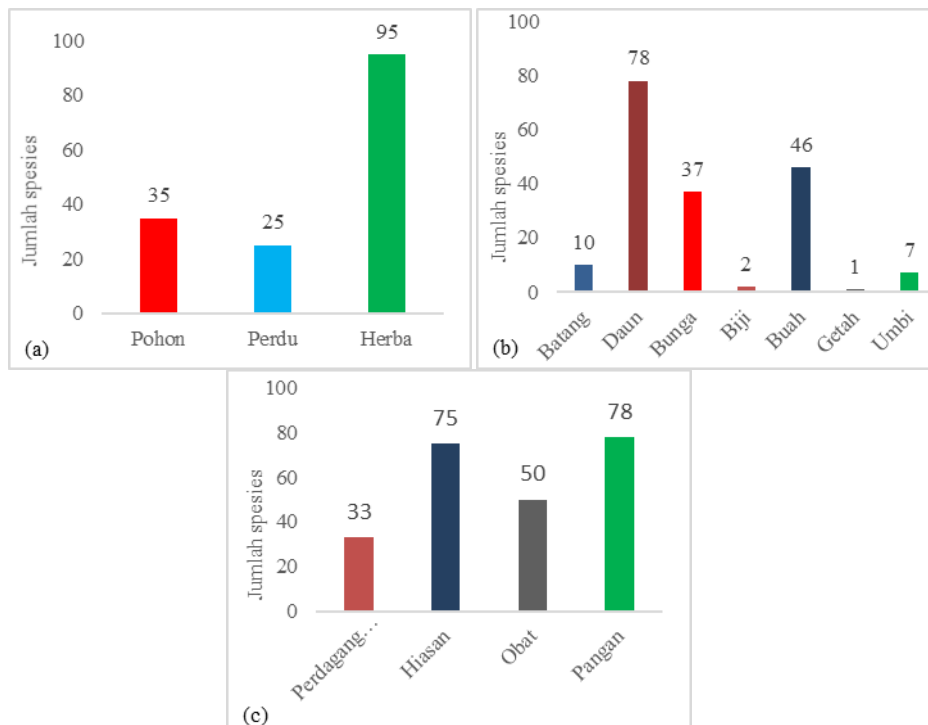 100
80
60
40
20
0
Jumlah spesies
35
25
95
Pohon
Perdu
Herba
(a)
100
80
60
40
20
0
Jumlah spesies
10
78
37
2
46
1
7
Batang
Daun
Bunga
Biji
Buah
Getah
Umbi
(b)
100
80
60
40
20
0
Jumlah spesies
33
75
50
78
Perdagang…
Hiasan
Obat
Pangan
(c)